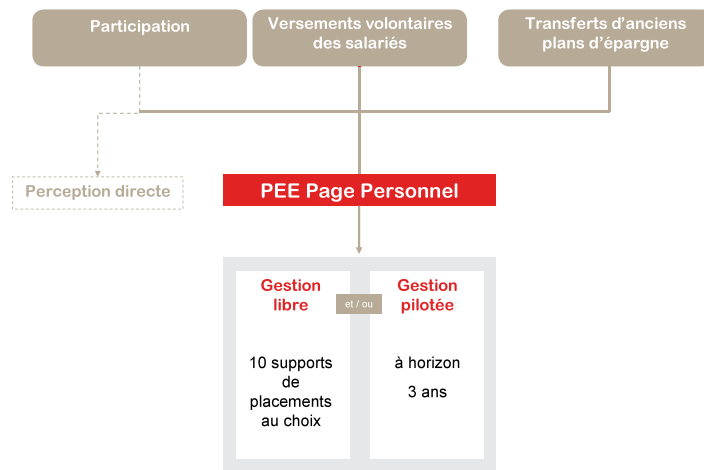 Participation
Versements volontaires
des salariés
Transferts d'anciens
plans d'épargne
Perception directe
PEE Page Personnel
Gestion
libre
et / ou
Gestion
pilotée
10 supports
de
placements
au choix
à horizon
3 ans